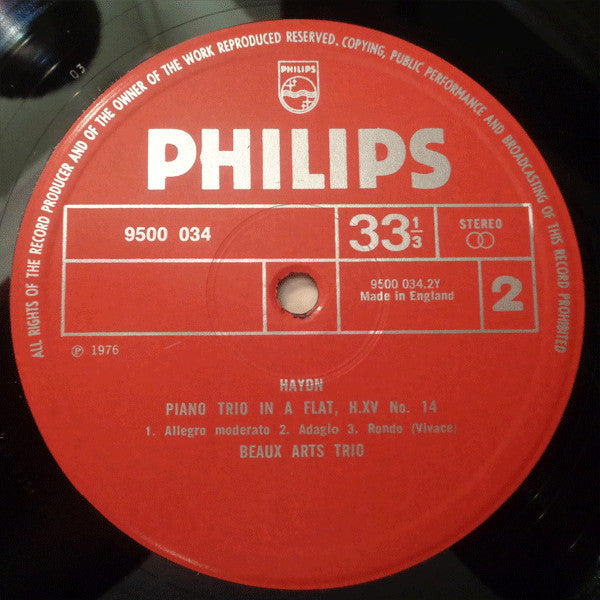 ALL RIGHTS OF THE RECORD PRODUCER AND OF THE OWNER OF THE WORK REPRODUCED RESERVED. COPYING, PUBLIC PERFORMANCE AND BROADCASTING OF THIS RECORD PROHIBITED
03
PHILIPS
PHILIPS
9500 034
33 1/3
STEREO
9500 034.2Y
Made in England
2
℗ 1976
HAYDN
PIANO TRIO IN A FLAT, H.XV No. 14
1. Allegro moderato 2. Adagio 3. Rondo (Vivace)
BEAUX ARTS TRIO